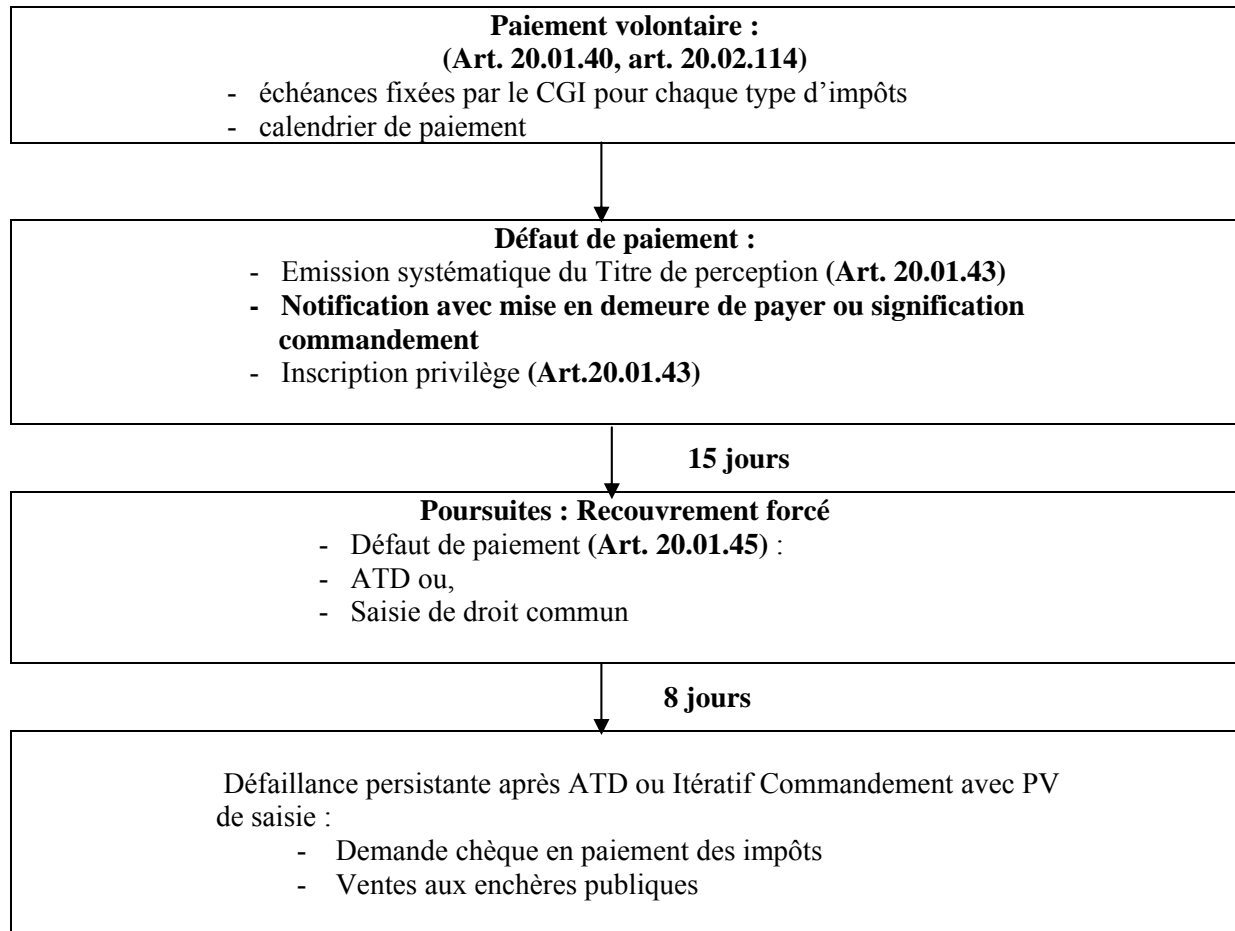 Paiement volontaire :
(Art. 20.01.40, art. 20.02.114)
- échéances fixées par le CGI pour chaque type d'impôts
- calendrier de paiement
Défaut de paiement :
- Emission systématique du Titre de perception (Art. 20.01.43)
- Notification avec mise en demeure de payer ou signification
commandement
- Inscription privilège (Art.20.01.43)
15 jours
Poursuites : Recouvrement forcé
- Défaut de paiement (Art. 20.01.45) :
- ATD ou,
- Saisie de droit commun
8 jours
Défaillance persistante après ATD ou Itératif Commandement avec PV
de saisie :
- Demande chèque en paiement des impôts
- Ventes aux enchères publiques